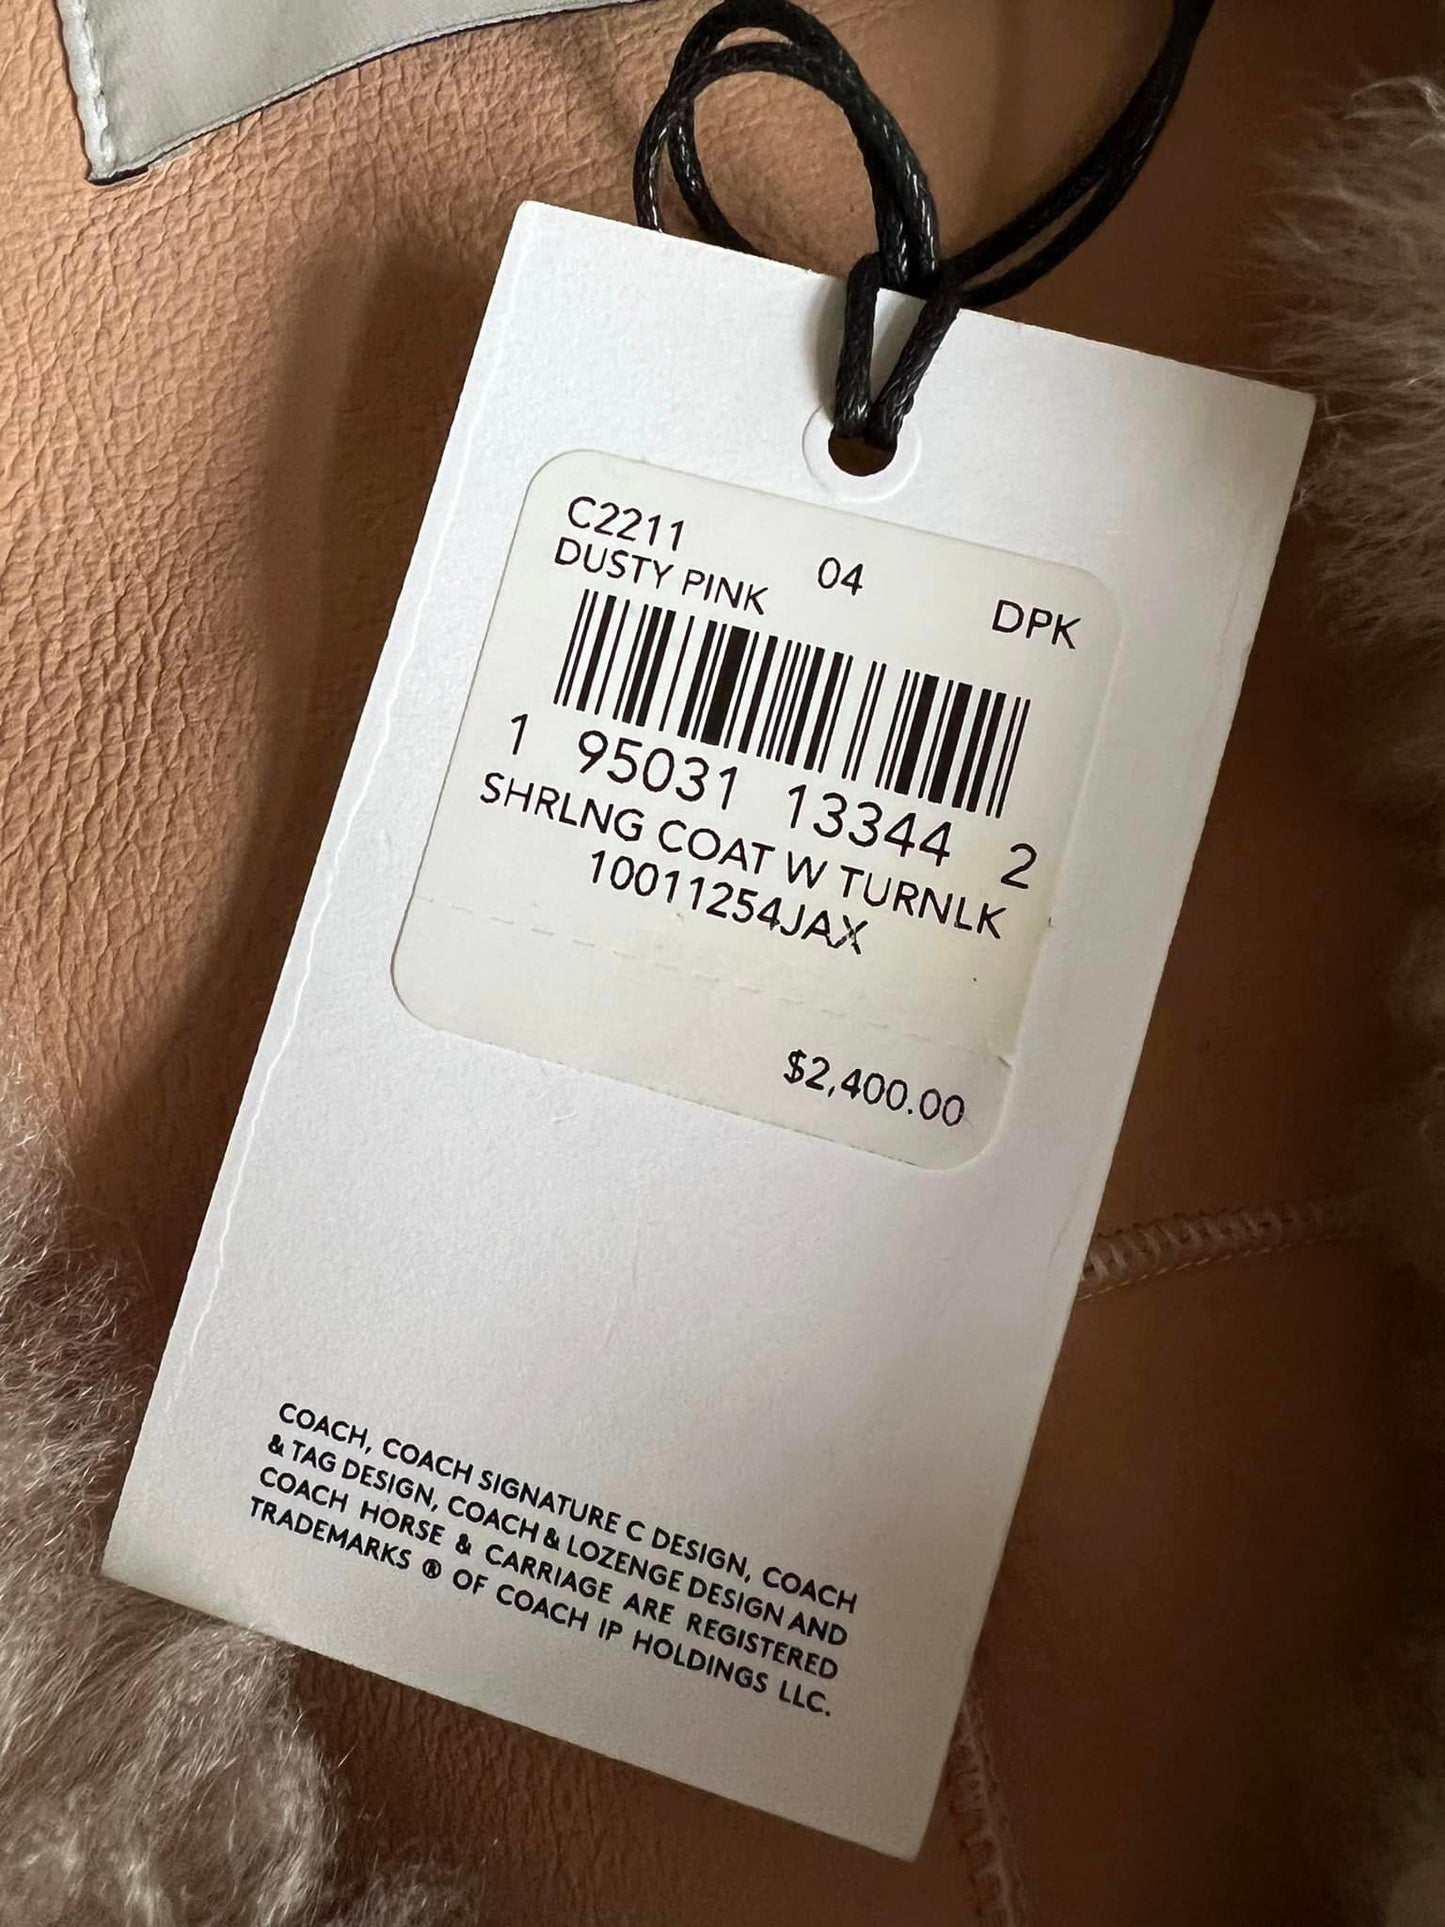 C2211 04 DPK
DUSTY PINK
1 95031 13344 2
SHRLNG COAT W TURNLK
10011254JAX
$2,400.00
COACH, COACH SIGNATURE C DESIGN, COACH
& TAG DESIGN, COACH & LOZENGE DESIGN AND
COACH HORSE & CARRIAGE ARE REGISTERED
TRADEMARKS ® OF COACH IP HOLDINGS LLC.